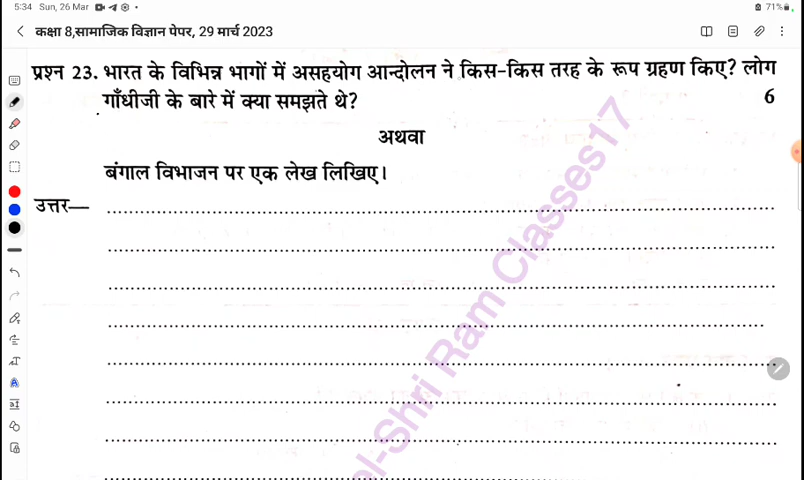 5:34 Sun, 26 Mar
71%
कक्षा 8,सामाजिक विज्ञान पेपर, 29 मार्च 2023
प्रश्न 23. भारत के विभिन्न भागों में असहयोग आन्दोलन ने किस-किस तरह के रूप ग्रहण किए? लोग
गाँधीजी के बारे में क्या समझते थे? 6
अथवा
बंगाल विभाजन पर एक लेख लिखिए।
उत्तर—
el-Shri Ram Classes17